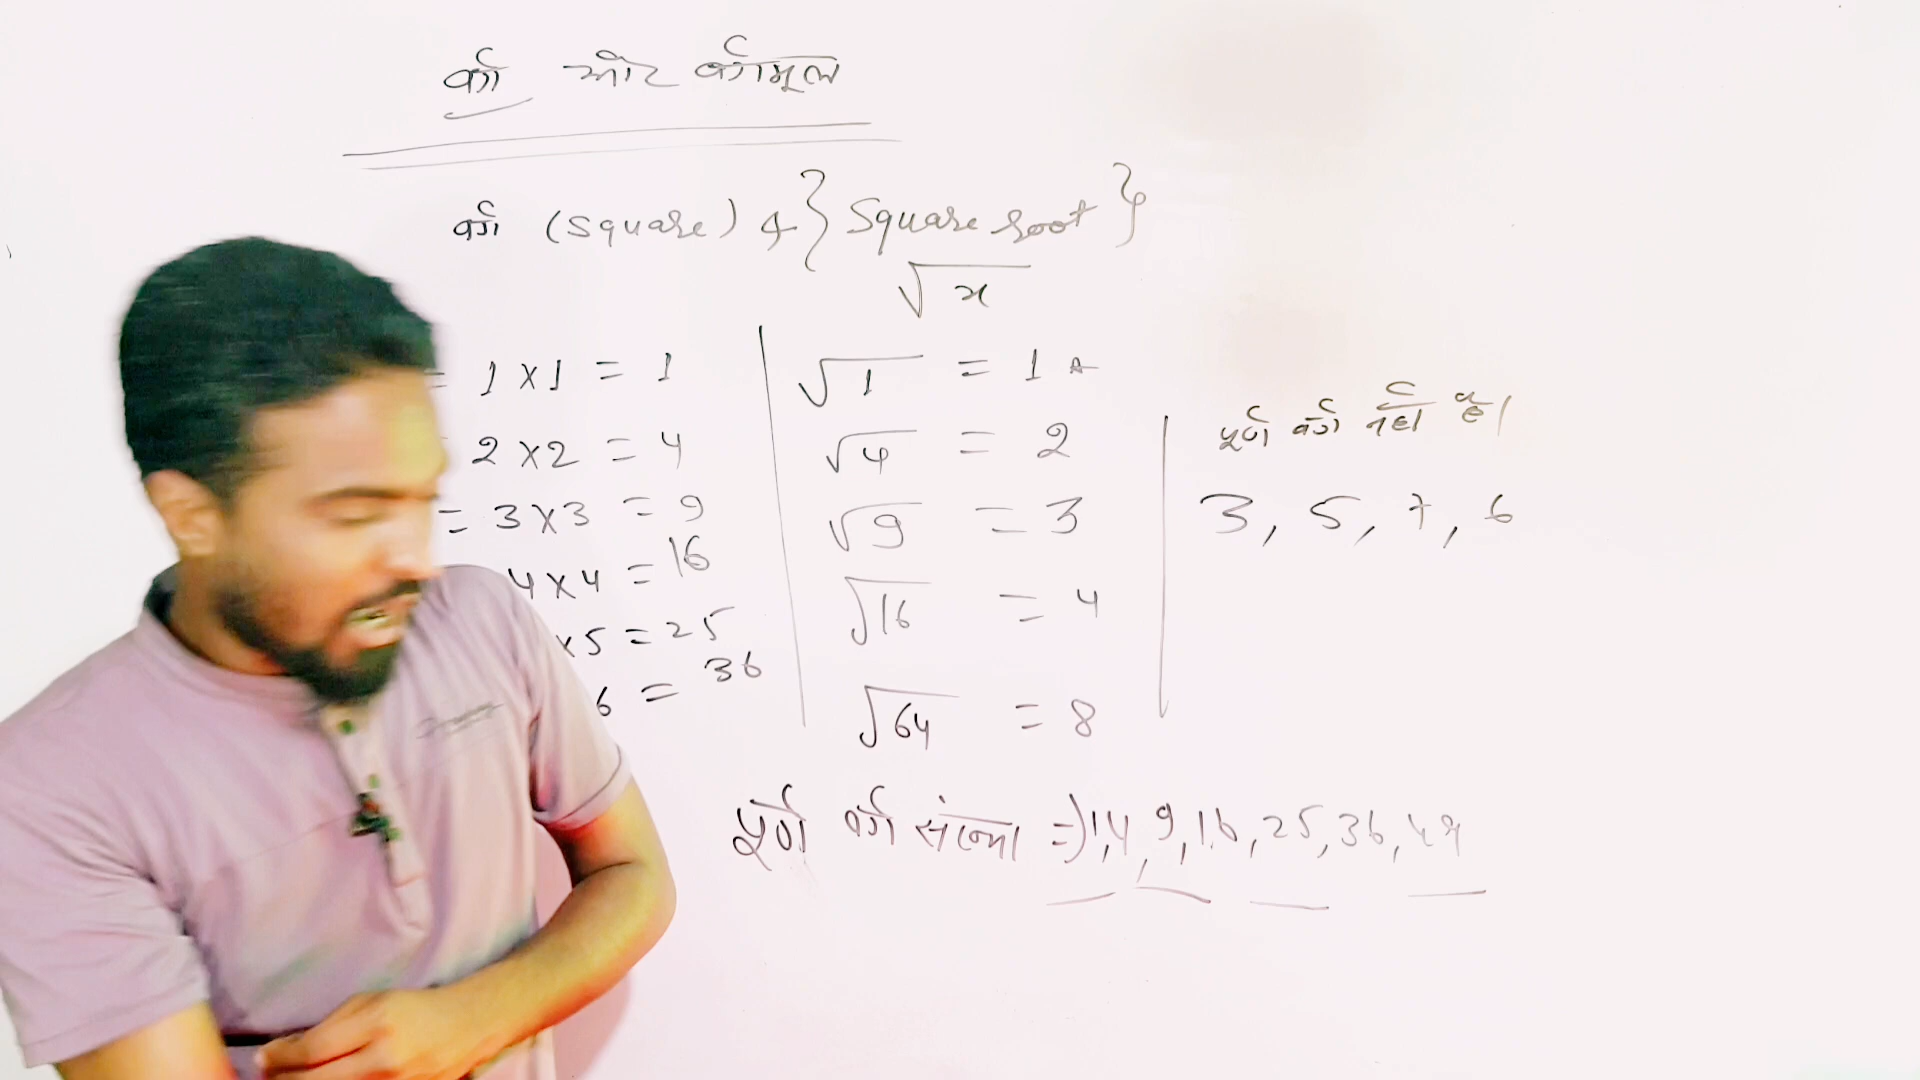 वर्ग और वर्गमूल
वर्ग (Square) & { Square root }
√x
= 1 × 1 = 1
2 × 2 = 4
= 3 × 3 = 9
4 × 4 = 16
× 5 = 25
6 = 36
√1 = 1
√4 = 2
√9 = 3
√16 = 4
√64 = 8
पूर्ण वर्ग नहीं है।
3, 5, 7, 6
पूर्ण वर्ग संख्या => 1, 4, 9, 16, 25, 36, 49